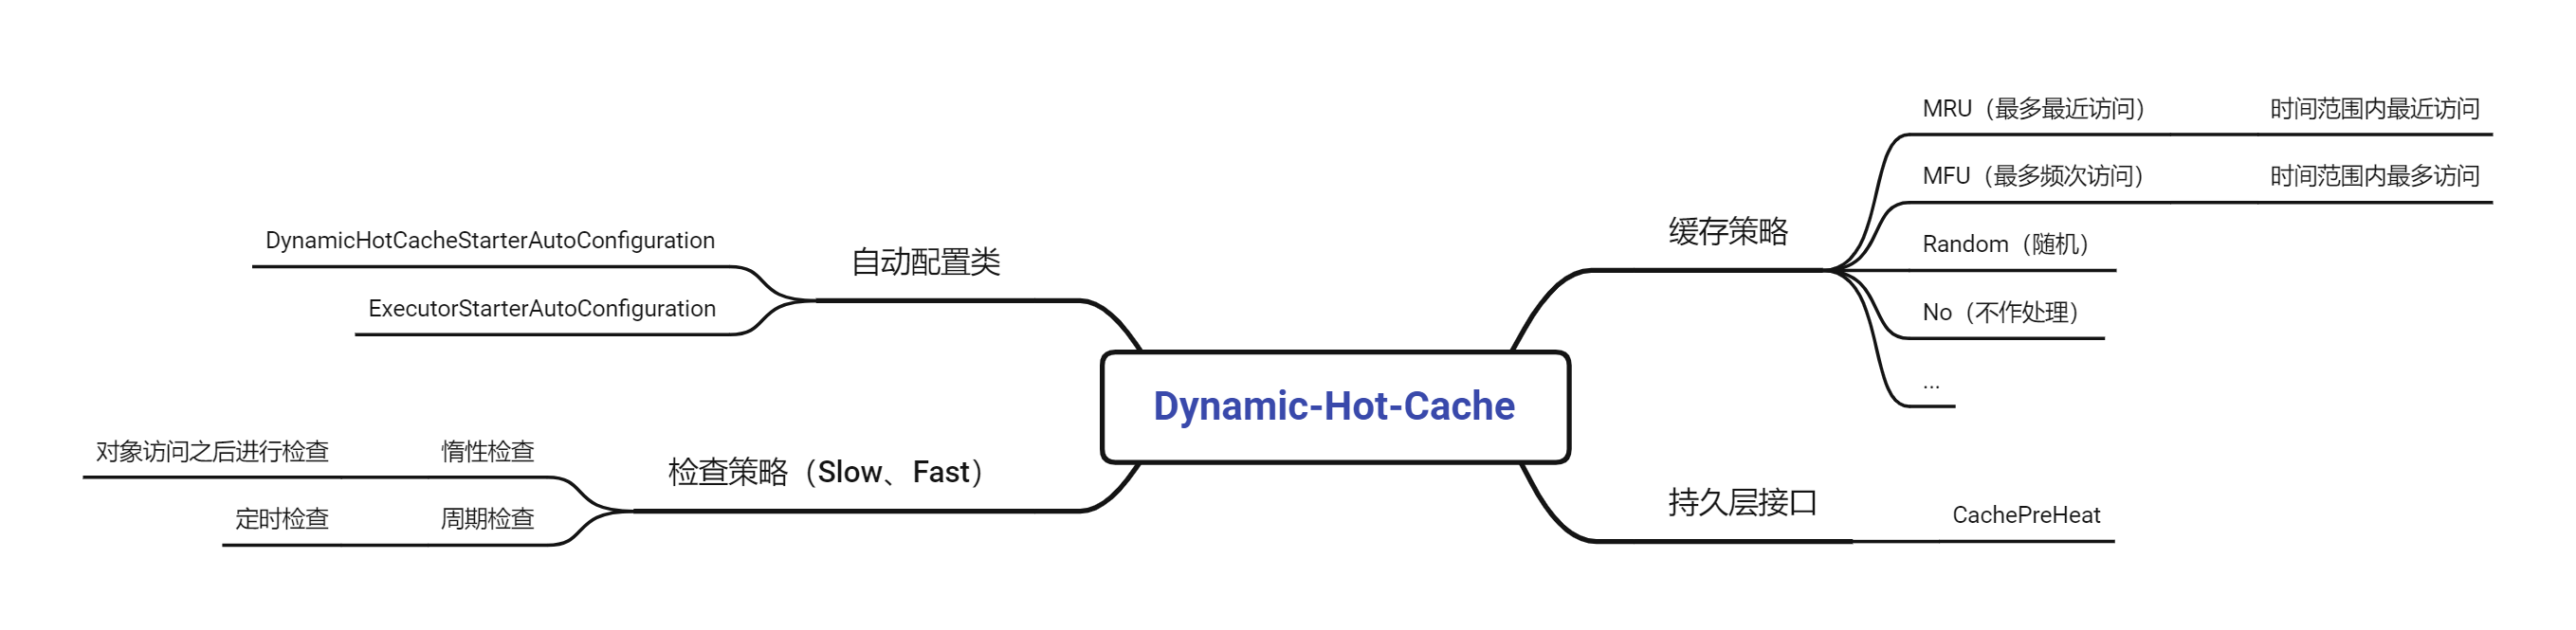 Dynamic-Hot-Cache
缓存策略
MRU（最多最近访问）
时间范围内最近访问
MFU（最多频次访问）
时间范围内最多访问
Random（随机）
No（不作处理）
...
持久层接口
CachePreHeat
自动配置类
DynamicHotCacheStarterAutoConfiguration
ExecutorStarterAutoConfiguration
检查策略（Slow、Fast）
惰性检查
对象访问之后进行检查
周期检查
定时检查